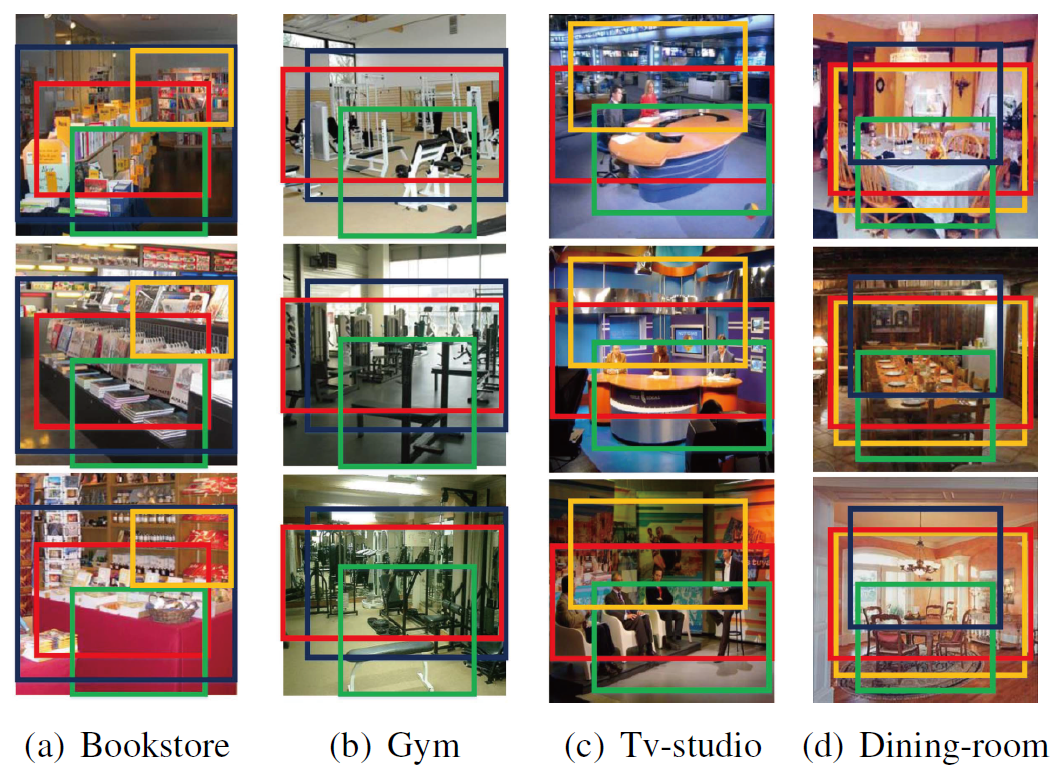 (a) Bookstore
(b) Gym
(c) Tv-studio
(d) Dining-room